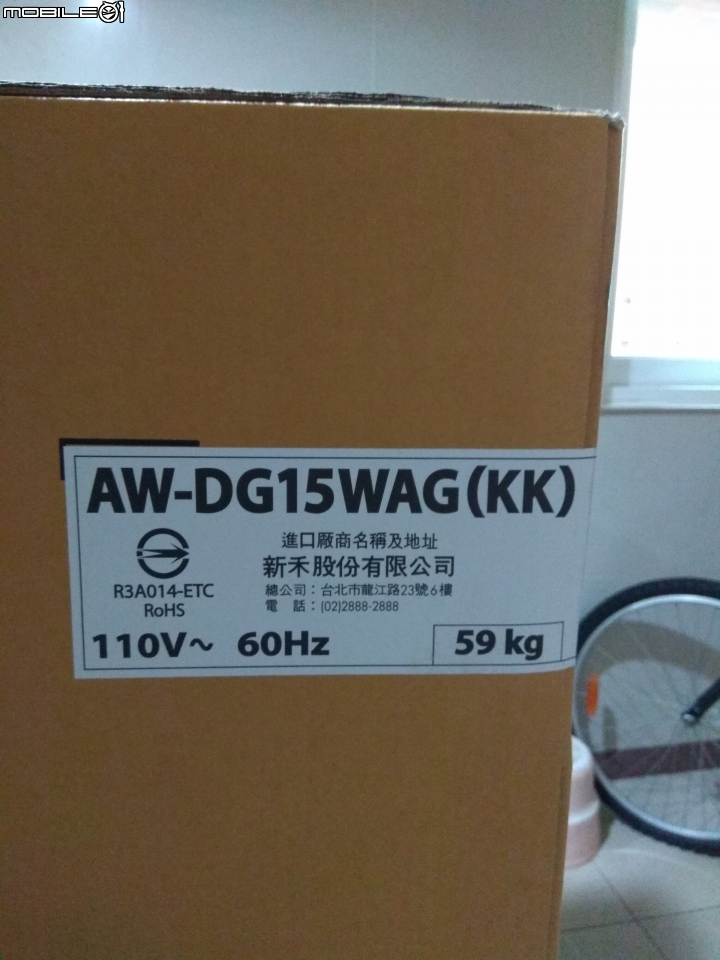 MOBILE01
AW-DG15WAG(KK)
進口廠商名稱及地址
新禾股份有限公司
R3A014-ETC
RoHS
總公司：台北市龍江路23號6樓
電　話：(02)2888-2888
110V~ 60Hz
59 kg